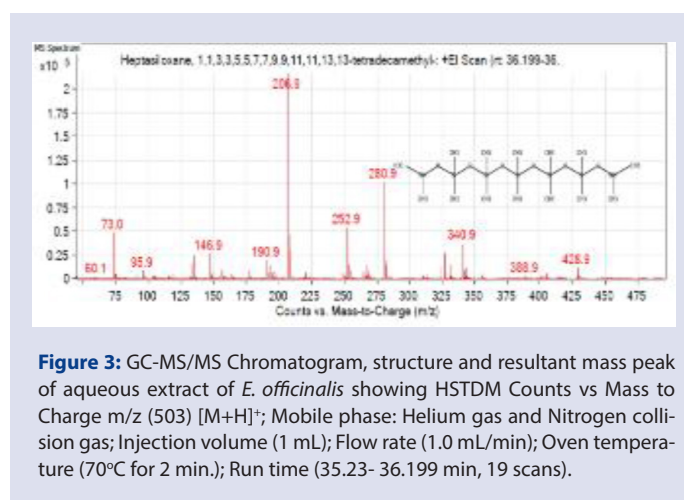 MS Spectrum
x10 3
Heptasiloxane, 1,1,3,3,5,5,7,7,9,9,11,11,13,13-tetradecamethyl-: +EI Scan (rt: 36.199-36.
2
1.75
1.5
1.25
1
0.75
0.5
0.25
0
206.9
280.9
252.9
73.0
340.9
146.9
190.9
60.1
95.9
388.9
428.9
75 100 125 150 175 200 225 250 275 300 325 350 375 400 425 450 475
Counts vs. Mass-to-Charge (m/z)
Figure 3: GC-MS/MS Chromatogram, structure and resultant mass peak
of aqueous extract of E. officinalis showing HSTDM Counts vs Mass to
Charge m/z (503) [M+H]⁺; Mobile phase: Helium gas and Nitrogen colli-
sion gas; Injection volume (1 mL); Flow rate (1.0 mL/min); Oven tempera-
ture (70°C for 2 min.); Run time (35.23- 36.199 min, 19 scans).